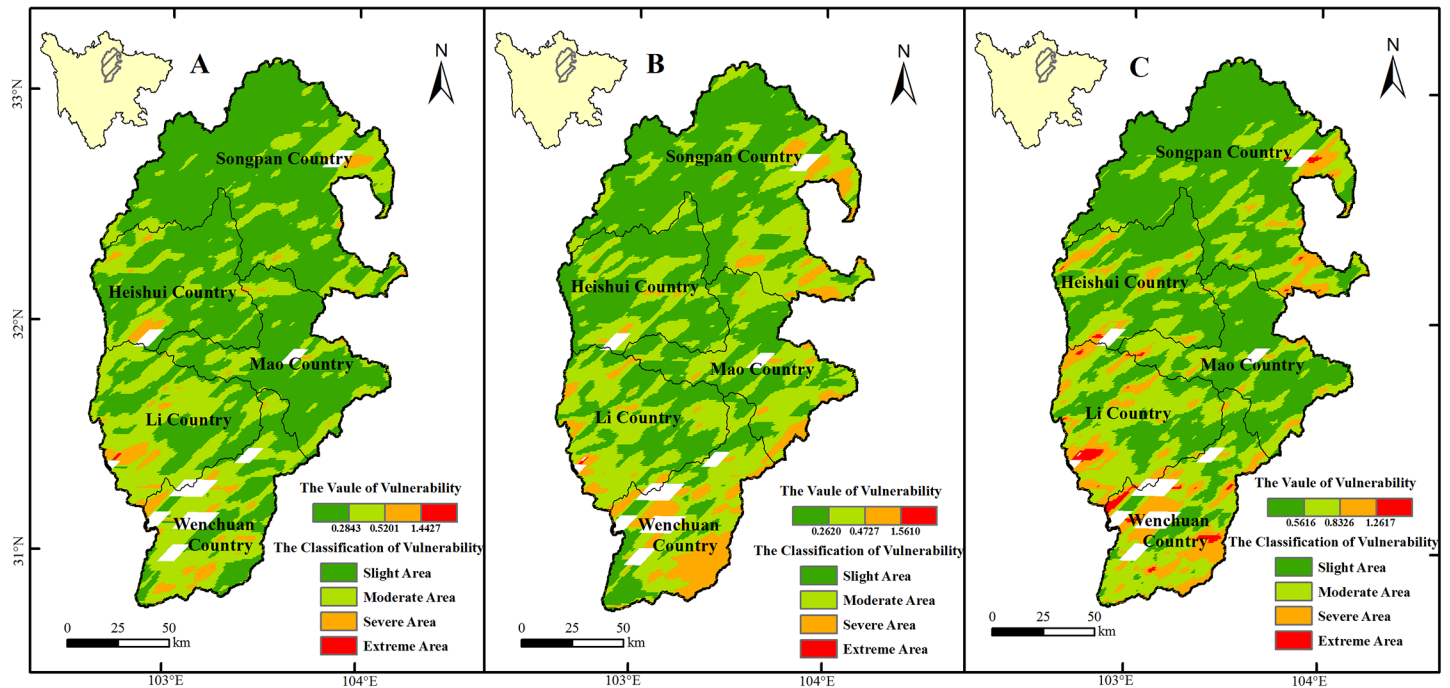 A
N
33°N
32°N
31°N
Songpan Country
Heishui Country
Mao Country
Li Country
Wenchuan
Country
The Vaule of Vulnerability
0.2843 0.5201 1.4427
The Classification of Vulnerability
Slight Area
Moderate Area
Severe Area
Extreme Area
0 25 50
km
103°E 104°E
B
N
Songpan Country
Heishui Country
Mao Country
Li Country
Wenchuan
Country
The Vaule of Vulnerability
0.2620 0.4727 1.5610
The Classification of Vulnerability
Slight Area
Moderate Area
Severe Area
Extreme Area
0 25 50
km
103°E 104°E
C
N
Songpan Country
Heishui Country
Mao Country
Li Country
Wenchuan
Country
The Vaule of Vulnerability
0.5616 0.8326 1.2617
The Classification of Vulnerability
Slight Area
Moderate Area
Severe Area
Extreme Area
0 25 50
km
103°E 104°E